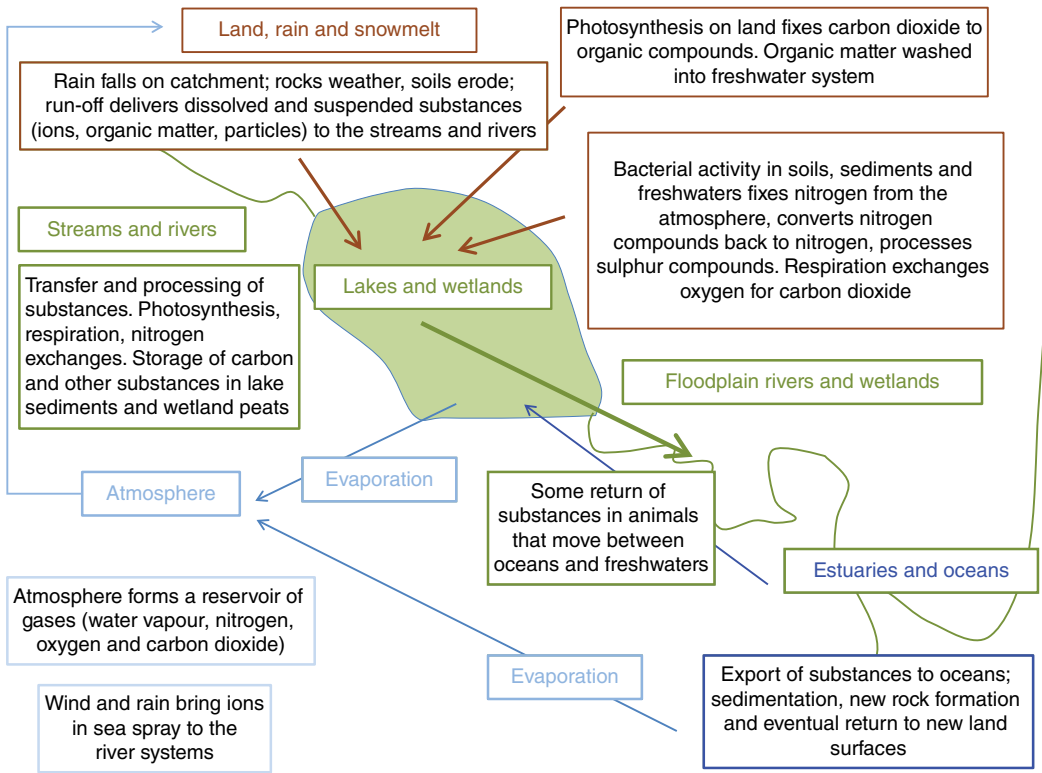 Land, rain and snowmelt
Photosynthesis on land fixes carbon dioxide to
organic compounds. Organic matter washed
into freshwater system
Rain falls on catchment; rocks weather, soils erode;
run-off delivers dissolved and suspended substances
(ions, organic matter, particles) to the streams and rivers
Bacterial activity in soils, sediments and
freshwaters fixes nitrogen from the
atmosphere, converts nitrogen
compounds back to nitrogen, processes
sulphur compounds. Respiration exchanges
oxygen for carbon dioxide
Streams and rivers
Transfer and processing of
substances. Photosynthesis,
respiration, nitrogen
exchanges. Storage of carbon
and other substances in lake
sediments and wetland peats
Lakes and wetlands
Floodplain rivers and wetlands
Atmosphere
Evaporation
Some return of
substances in animals
that move between
oceans and freshwaters
Estuaries and oceans
Atmosphere forms a reservoir of
gases (water vapour, nitrogen,
oxygen and carbon dioxide)
Evaporation
Export of substances to oceans;
sedimentation, new rock formation
and eventual return to new land
surfaces
Wind and rain bring ions
in sea spray to the
river systems